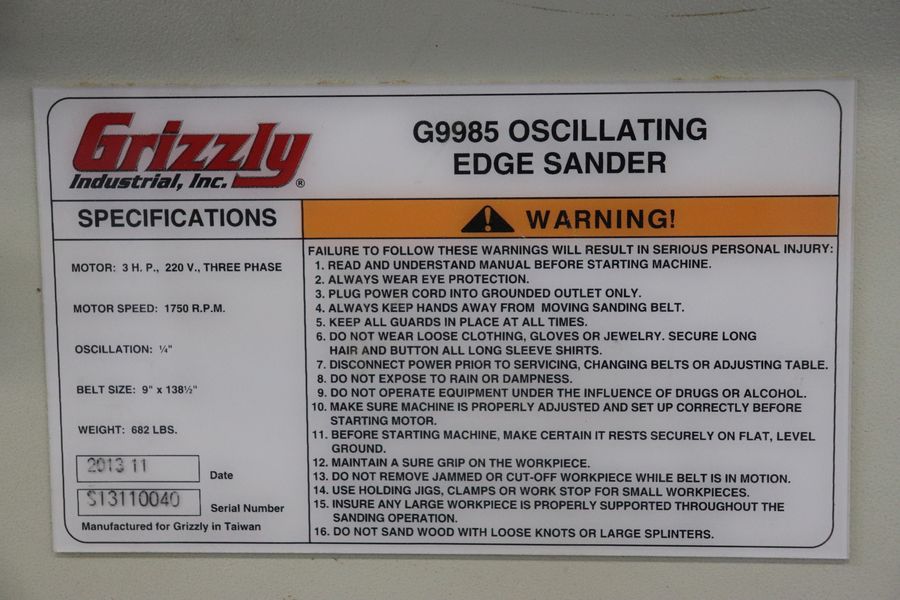 Grizzly
Industrial, Inc. ®
G9985 OSCILLATING
EDGE SANDER
SPECIFICATIONS
MOTOR: 3 H. P., 220 V., THREE PHASE
MOTOR SPEED: 1750 R.P.M.
OSCILLATION: ¼"
BELT SIZE: 9" x 138½"
WEIGHT: 682 LBS.
2013 11
Date
S13110040
Serial Number
Manufactured for Grizzly in Taiwan
WARNING!
FAILURE TO FOLLOW THESE WARNINGS WILL RESULT IN SERIOUS PERSONAL INJURY:
1. READ AND UNDERSTAND MANUAL BEFORE STARTING MACHINE.
2. ALWAYS WEAR EYE PROTECTION.
3. PLUG POWER CORD INTO GROUNDED OUTLET ONLY.
4. ALWAYS KEEP HANDS AWAY FROM MOVING SANDING BELT.
5. KEEP ALL GUARDS IN PLACE AT ALL TIMES.
6. DO NOT WEAR LOOSE CLOTHING, GLOVES OR JEWELRY. SECURE LONG
HAIR AND BUTTON ALL LONG SLEEVE SHIRTS.
7. DISCONNECT POWER PRIOR TO SERVICING, CHANGING BELTS OR ADJUSTING TABLE.
8. DO NOT EXPOSE TO RAIN OR DAMPNESS.
9. DO NOT OPERATE EQUIPMENT UNDER THE INFLUENCE OF DRUGS OR ALCOHOL.
10. MAKE SURE MACHINE IS PROPERLY ADJUSTED AND SET UP CORRECTLY BEFORE
STARTING MOTOR.
11. BEFORE STARTING MACHINE, MAKE CERTAIN IT RESTS SECURELY ON FLAT, LEVEL
GROUND.
12. MAINTAIN A SURE GRIP ON THE WORKPIECE.
13. DO NOT REMOVE JAMMED OR CUT-OFF WORKPIECE WHILE BELT IS IN MOTION.
14. USE HOLDING JIGS, CLAMPS OR WORK STOP FOR SMALL WORKPIECES.
15. INSURE ANY LARGE WORKPIECE IS PROPERLY SUPPORTED THROUGHOUT THE
SANDING OPERATION.
16. DO NOT SAND WOOD WITH LOOSE KNOTS OR LARGE SPLINTERS.